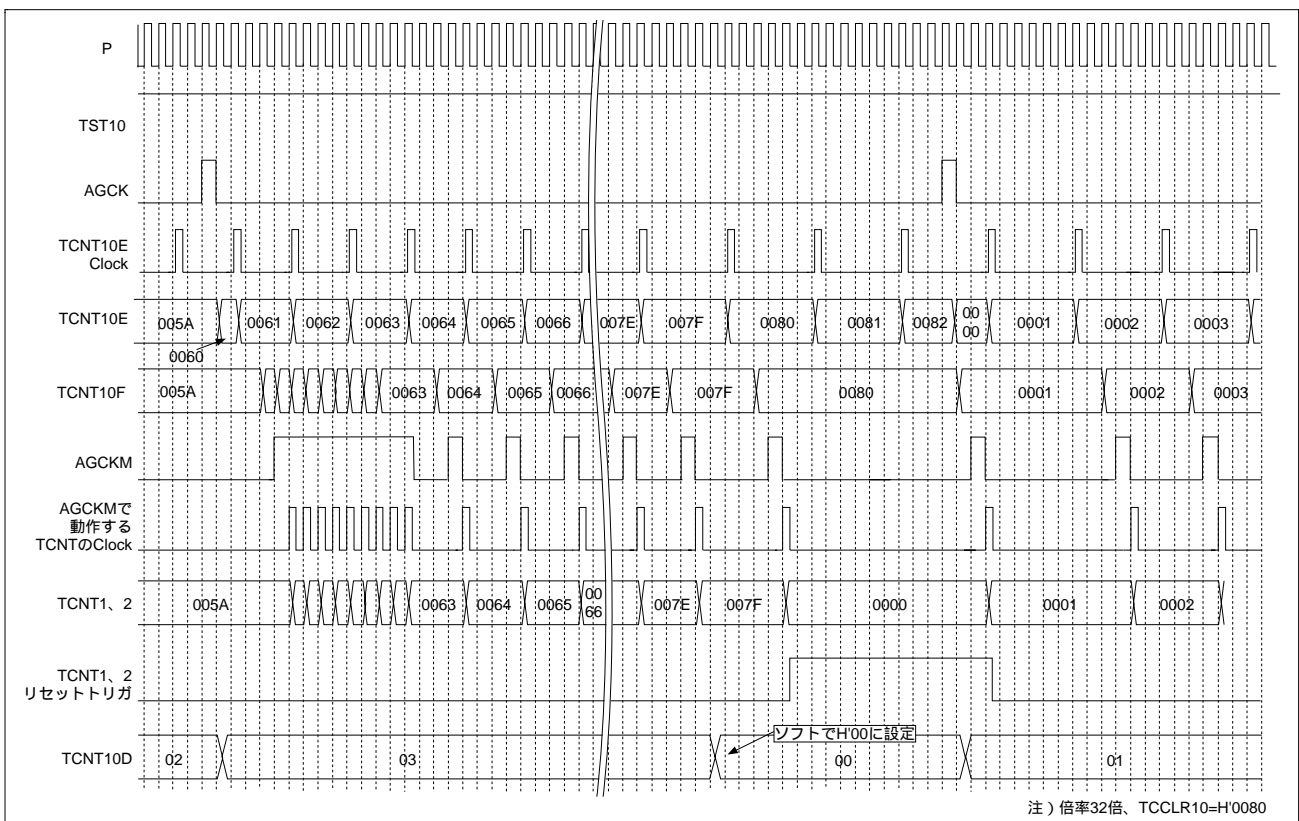 P
TST10
AGCK
TCNT10E
Clock
TCNT10E
005A 0061 0062 0063 0064 0065 0066 007E 007F 0080 0081 0082 00 0001 0002 0003
00
0060
TCNT10F
005A 0063 0064 0065 0066 007E 007F 0080 0001 0002 0003
AGCKM
AGCKMで
動作する
TCNTのClock
TCNT1、2
005A 0063 0064 0065 00 007E 007F 0000 0001 0002
66
TCNT1、2
リセットトリガ
ソフトでH'00に設定
TCNT10D
02 03 00 01
注）倍率32倍、TCCLR10=H'0080